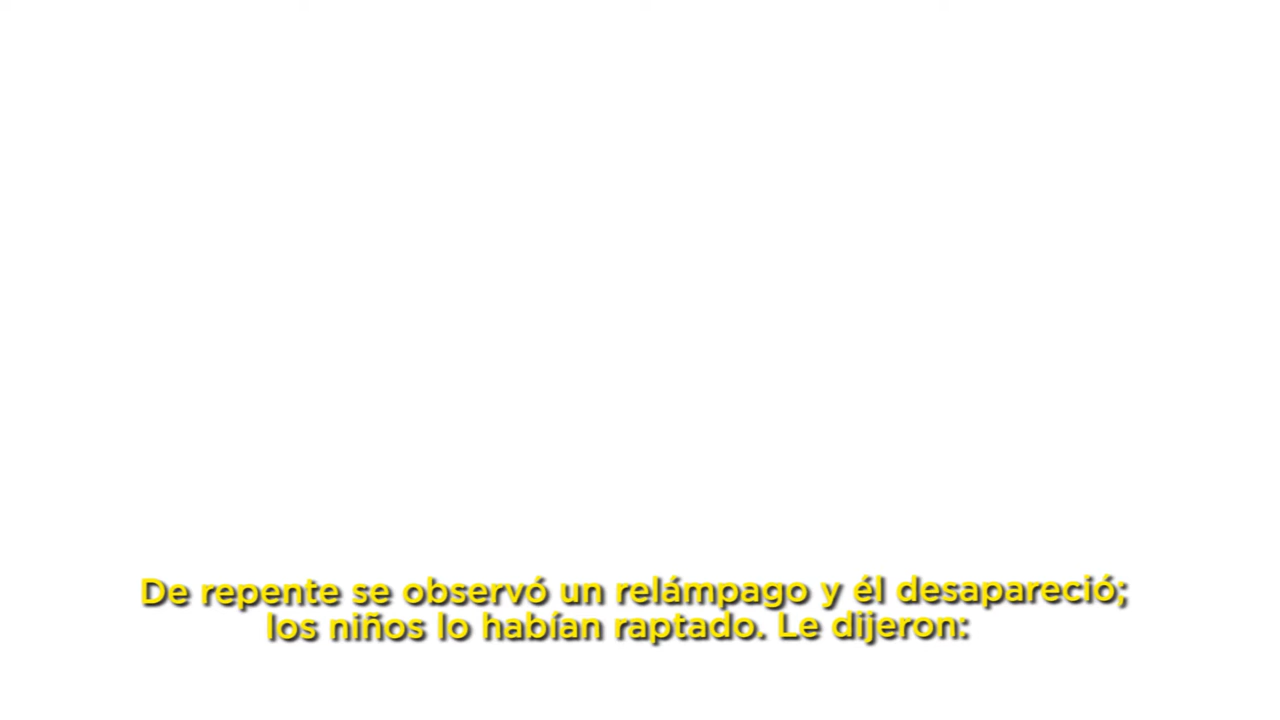 De repente se observó un relámpago y él desapareció;
los niños lo habían raptado. Le dijeron: